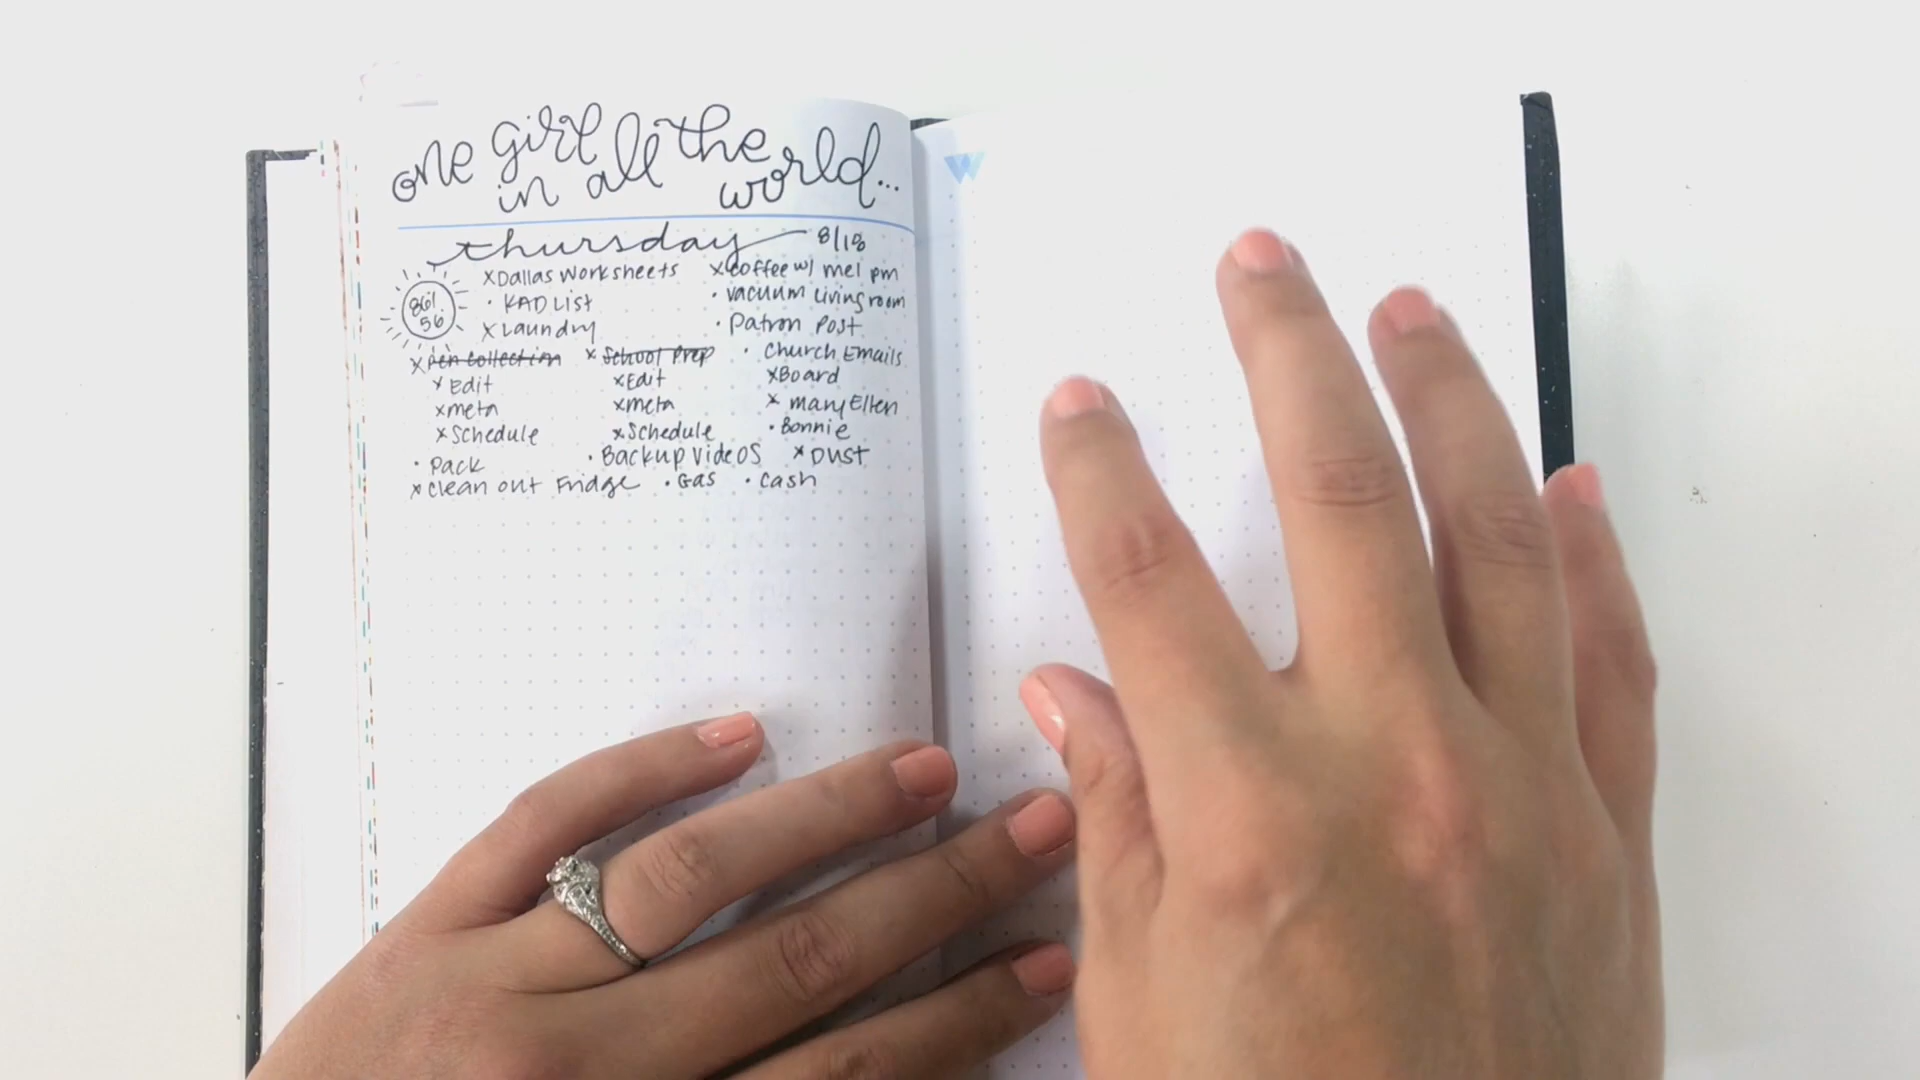 one girl in all the world...
thursday 8/18
86/56
x Dallas Worksheets x coffee w/ mel pm
· KAD List · vacuum living room
x Laundry · Patron Post
x Pen Collection x School Prep · Church Emails
x Edit x Edit x Board
x meta x meta x Mary Ellen
x Schedule x Schedule · Bonnie
· Pack · Backup Videos x Dust
x Clean out Fridge · Gas · Cash